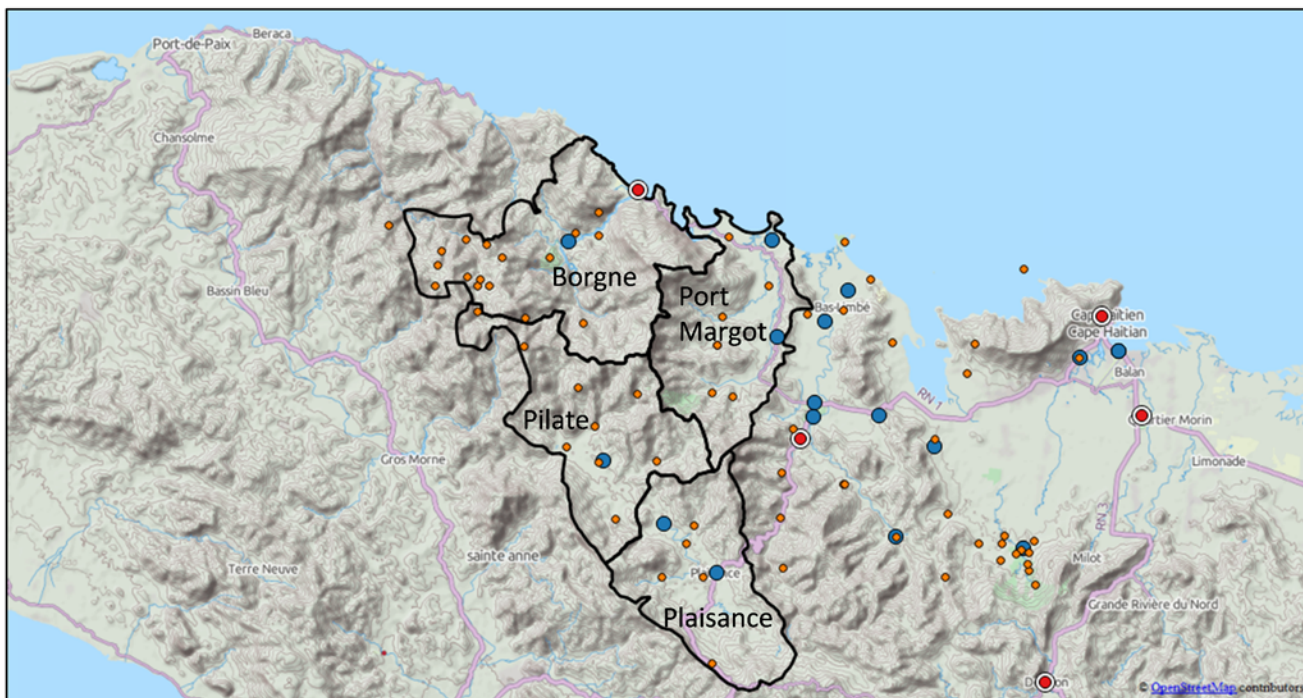 Beraca
Port-de-Paix
Chansolme
Borgne
Bassin Bleu
Port
Margot
Bas-Limbé
Cap-Haïtien
Cape Haitian
Balan
RN 1
Pilate
Quartier Morin
Gros Morne
Limonade
RN 3
sainte anne
Milot
Terre Neuve
Plaisance
Grande Rivière du Nord
Plaisance
© OpenStreetMap contributors